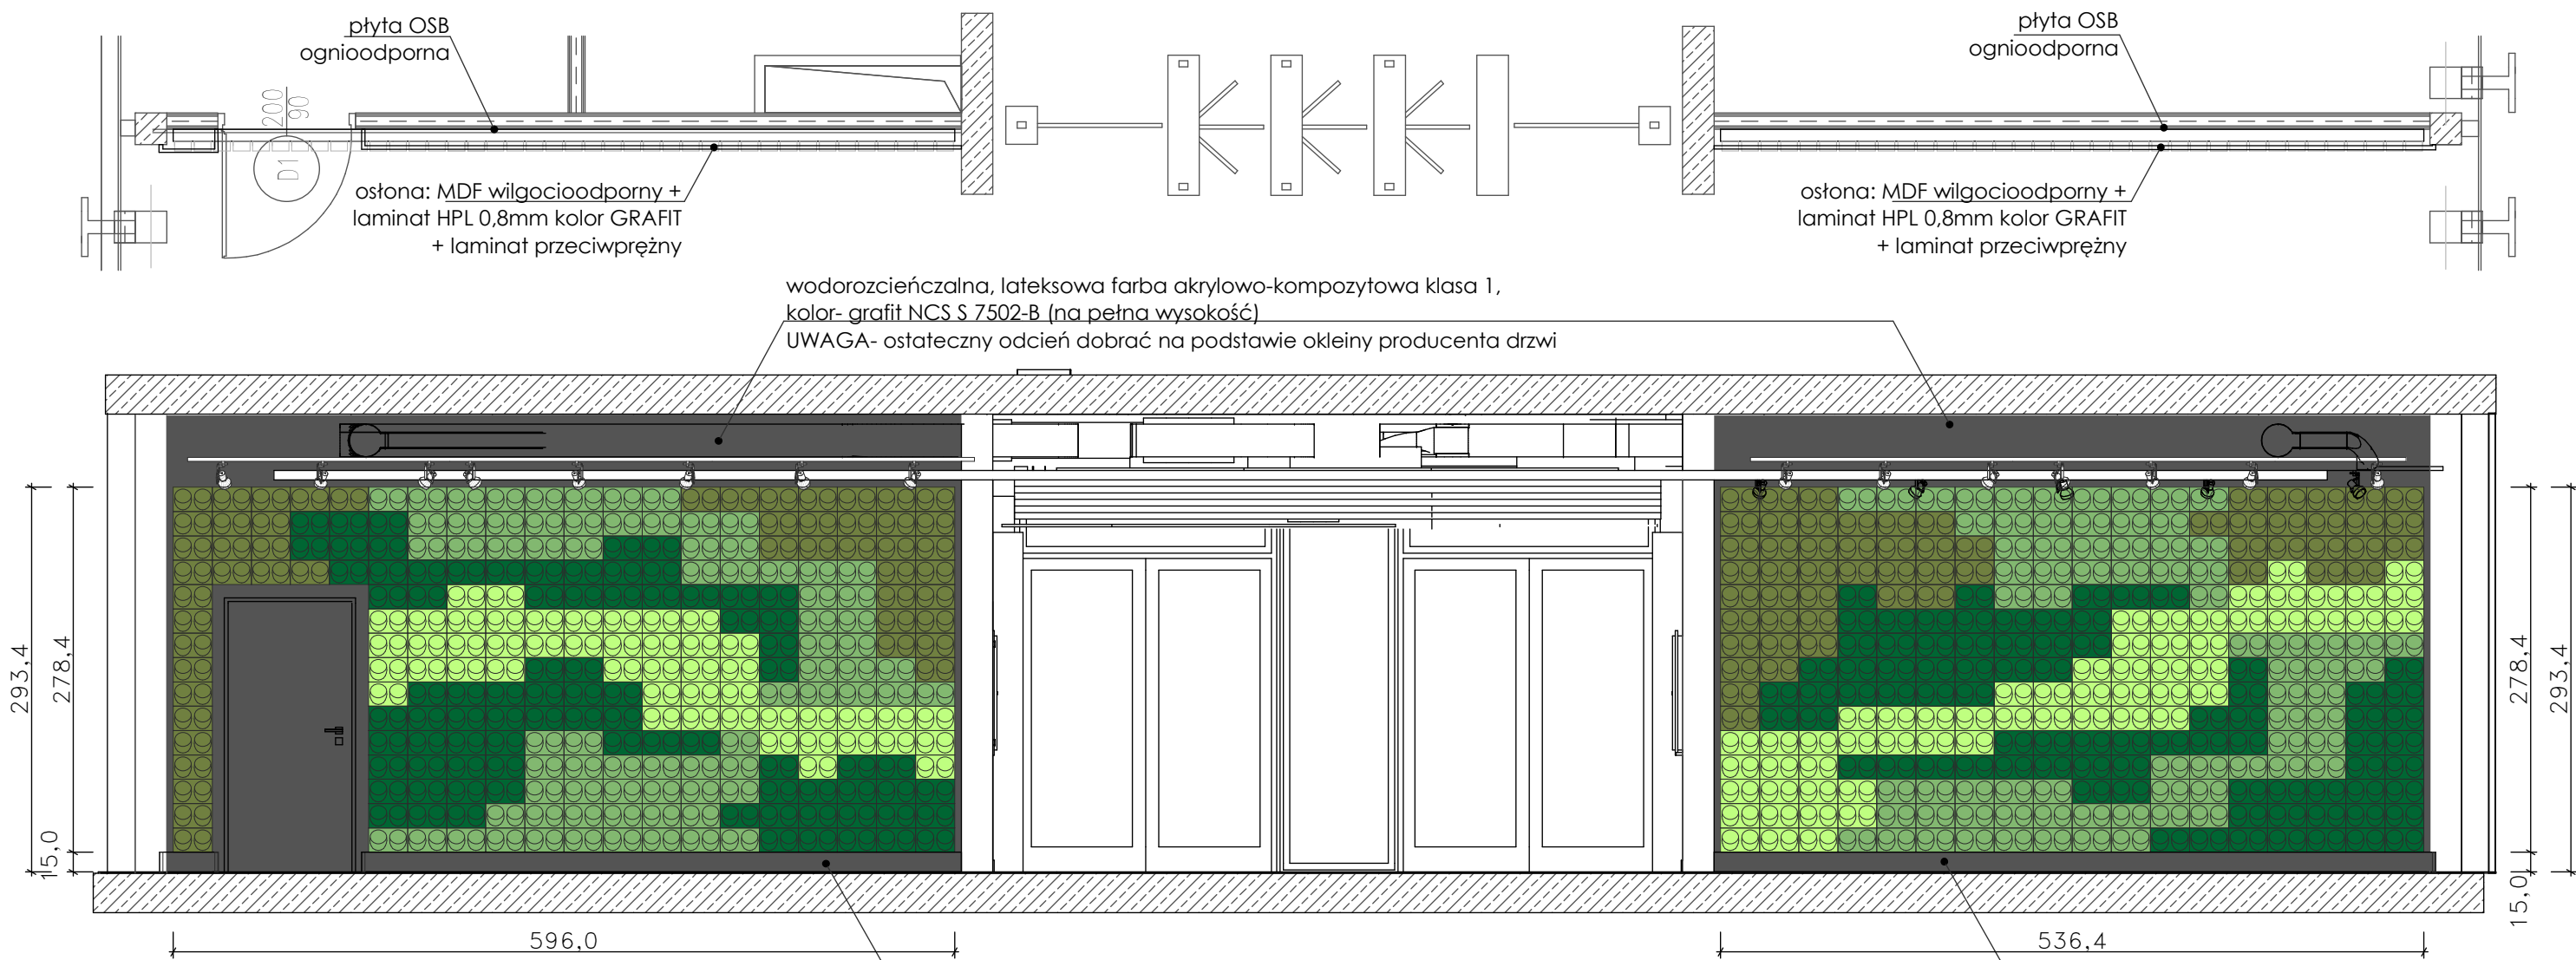 płyta OSB
ognioodporna
płyta OSB
ognioodporna
200
90
D1
osłona: MDF wilgocioodporny +
laminat HPL 0,8mm kolor GRAFIT
+ laminat przeciwprężny
osłona: MDF wilgocioodporny +
laminat HPL 0,8mm kolor GRAFIT
+ laminat przeciwprężny
wodorozcieńczalna, lateksowa farba akrylowo-kompozytowa klasa 1,
kolor- grafit NCS S 7502-B (na pełna wysokość)
UWAGA- ostateczny odcień dobrać na podstawie okleiny producenta drzwi
293,4
278,4
15,0
278,4
293,4
15,0
596,0
536,4